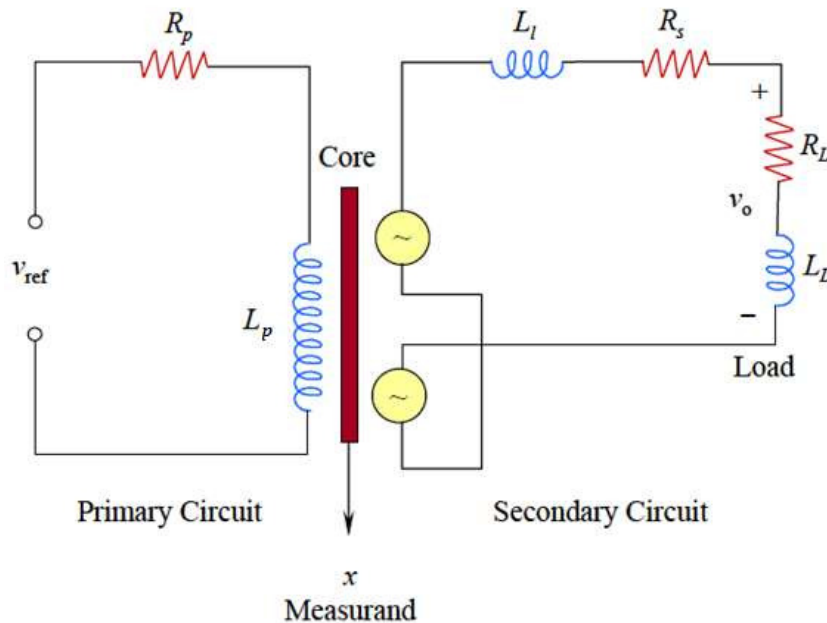 R_p
L_l
R_s
+
Core
R_L
v_o
v_ref
L_p
~
L_L
−
~
Load
Primary Circuit
Secondary Circuit
x
Measurand